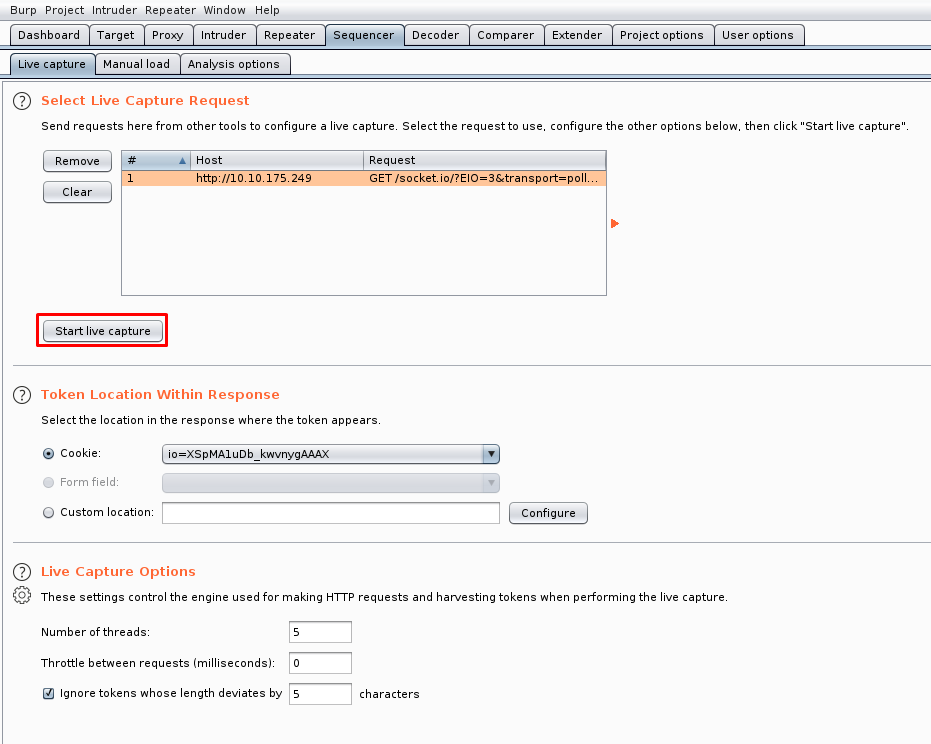 Burp Project Intruder Repeater Window Help
Dashboard Target Proxy Intruder Repeater Sequencer Decoder Comparer Extender Project options User options
Live capture Manual load Analysis options
? Select Live Capture Request
Send requests here from other tools to configure a live capture. Select the request to use, configure the other options below, then click "Start live capture".
Remove
Clear
# Host Request
1 http://10.10.175.249 GET /socket.io/?EIO=3&transport=poll...
Start live capture
? Token Location Within Response
Select the location in the response where the token appears.
Cookie: io=XSpMA1uDb_kwvnygAAAX
Form field:
Custom location: Configure
? Live Capture Options
These settings control the engine used for making HTTP requests and harvesting tokens when performing the live capture.
Number of threads: 5
Throttle between requests (milliseconds): 0
Ignore tokens whose length deviates by 5 characters